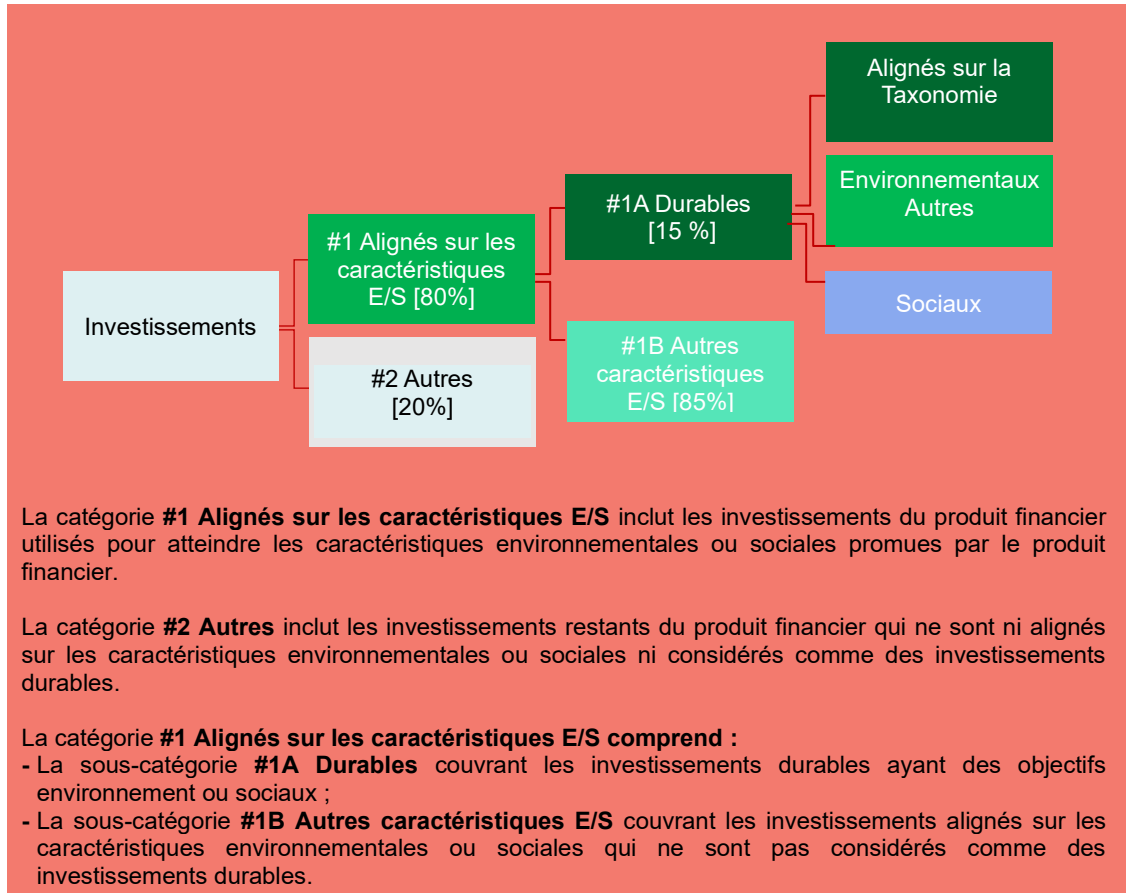 Alignés sur la
Taxonomie
Environnementaux
Autres
#1A Durables
[15 %]
#1 Alignés sur les
caractéristiques
E/S [80%]
Sociaux
Investissements
#1B Autres
caractéristiques
E/S [85%]
#2 Autres
[20%]
La catégorie #1 Alignés sur les caractéristiques E/S inclut les investissements du produit financier
utilisés pour atteindre les caractéristiques environnementales ou sociales promues par le produit
financier.
La catégorie #2 Autres inclut les investissements restants du produit financier qui ne sont ni alignés
sur les caractéristiques environnementales ou sociales ni considérés comme des investissements
durables.
La catégorie #1 Alignés sur les caractéristiques E/S comprend :
- La sous-catégorie #1A Durables couvrant les investissements durables ayant des objectifs
environnement ou sociaux ;
- La sous-catégorie #1B Autres caractéristiques E/S couvrant les investissements alignés sur les
caractéristiques environnementales ou sociales qui ne sont pas considérés comme des
investissements durables.